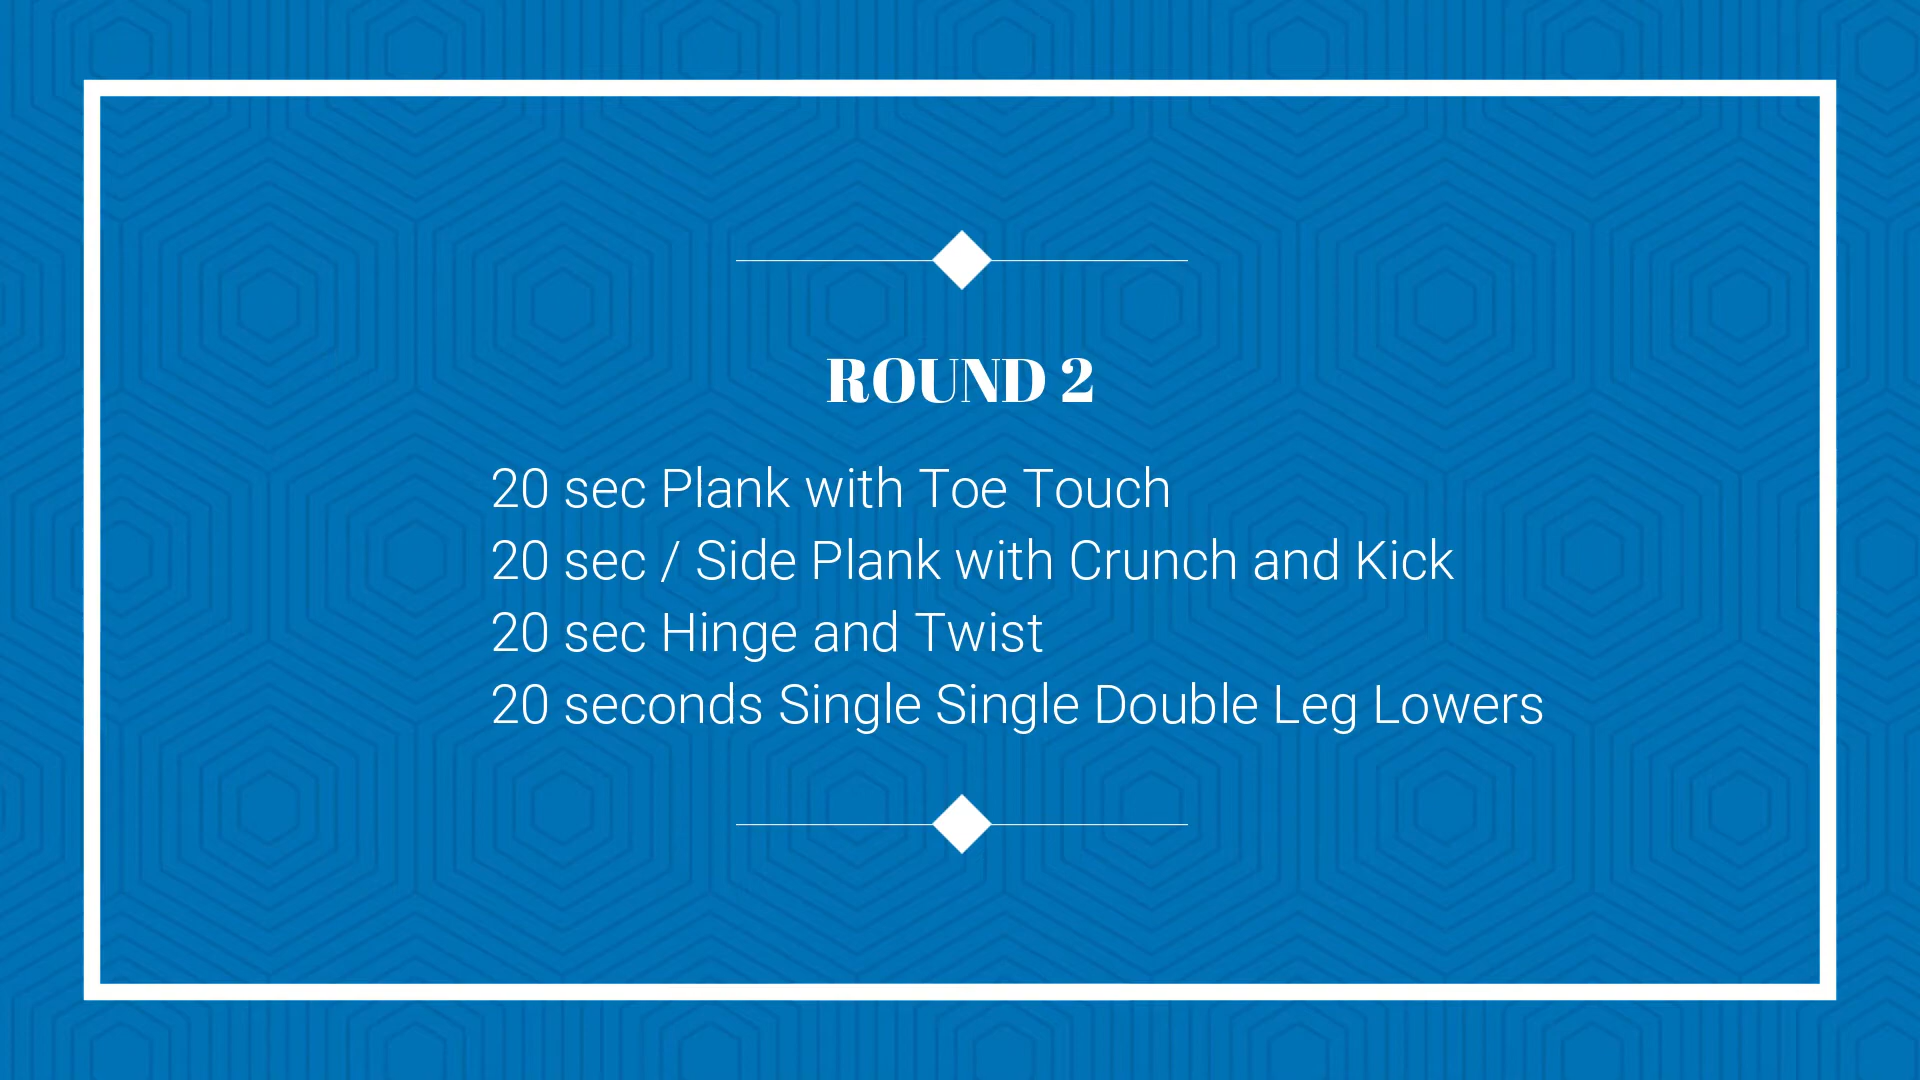 ROUND 2
20 sec Plank with Toe Touch
20 sec / Side Plank with Crunch and Kick
20 sec Hinge and Twist
20 seconds Single Single Double Leg Lowers